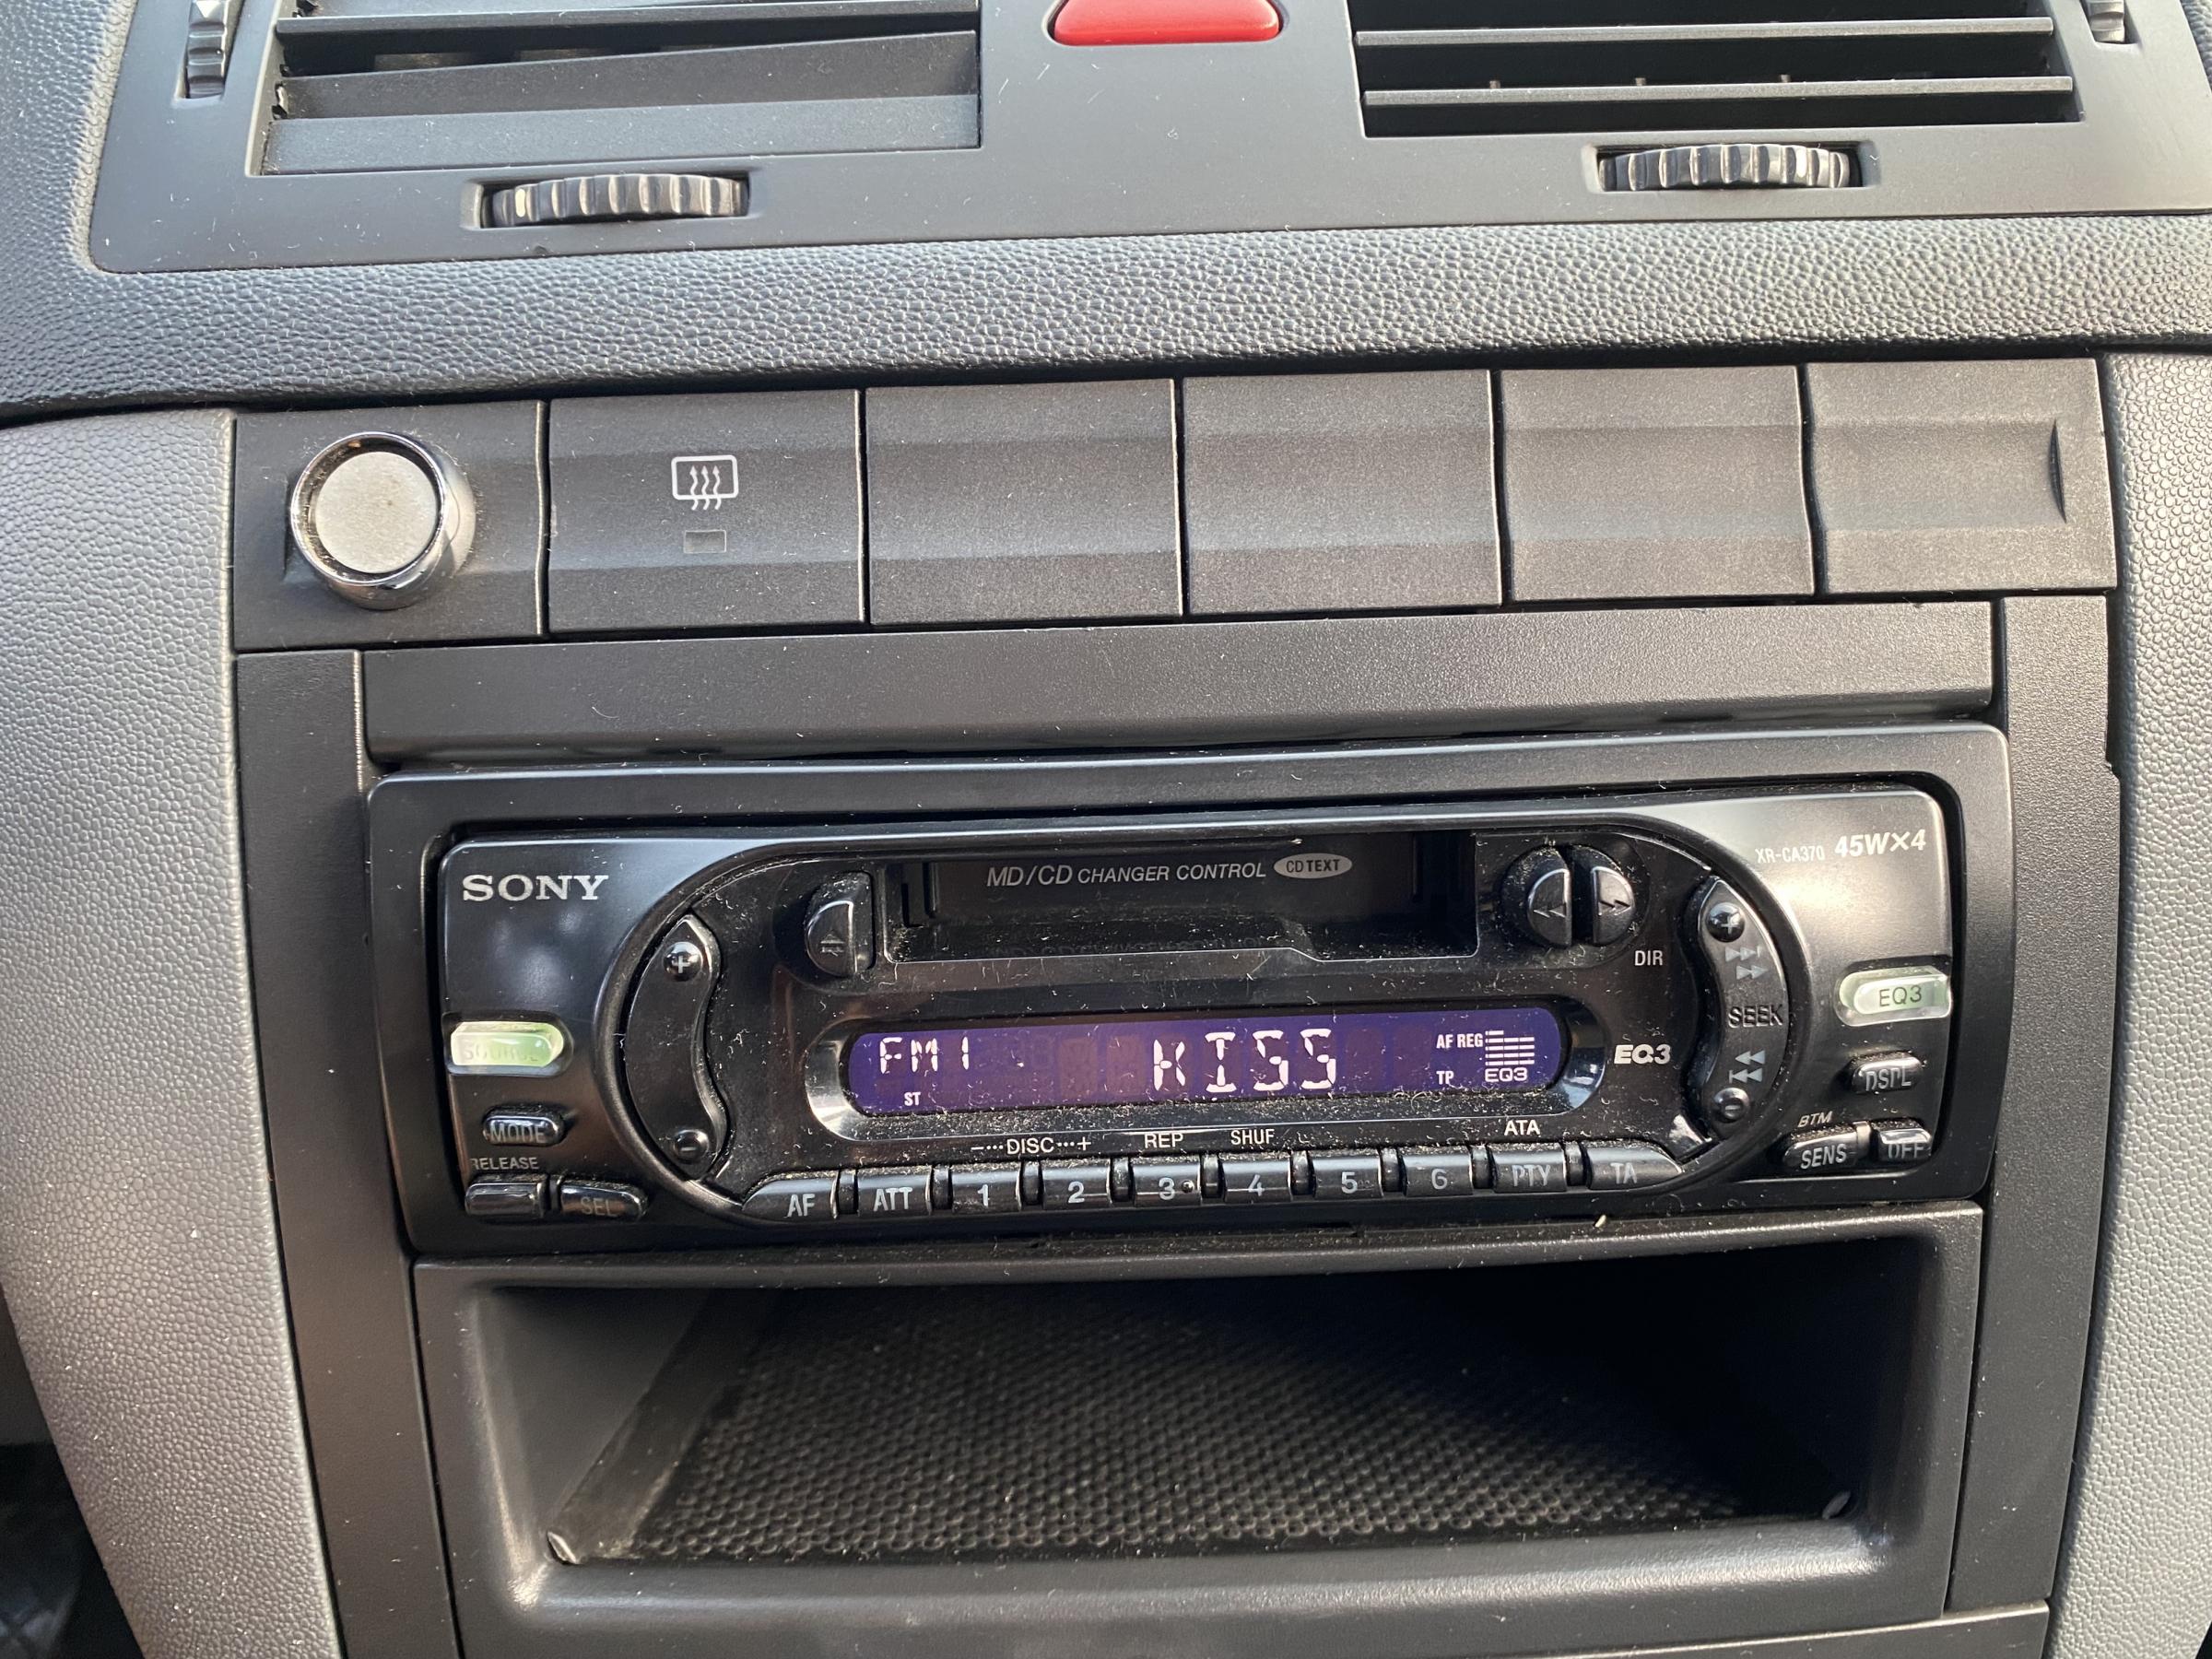 MD/CD CHANGER CONTROL CD TEXT
XR-CA370 45W×4
SONY
DIR
SEEK
EQ3
SOURCE
FM1 KISS AF REG
ST TP EQ3
EQ3
DSPL
MODE
- DISC + REP SHUF ATA
BTM
RELEASE
SENS OFF
SEL AF ATT 1 2 3 4 5 6 PTY TA